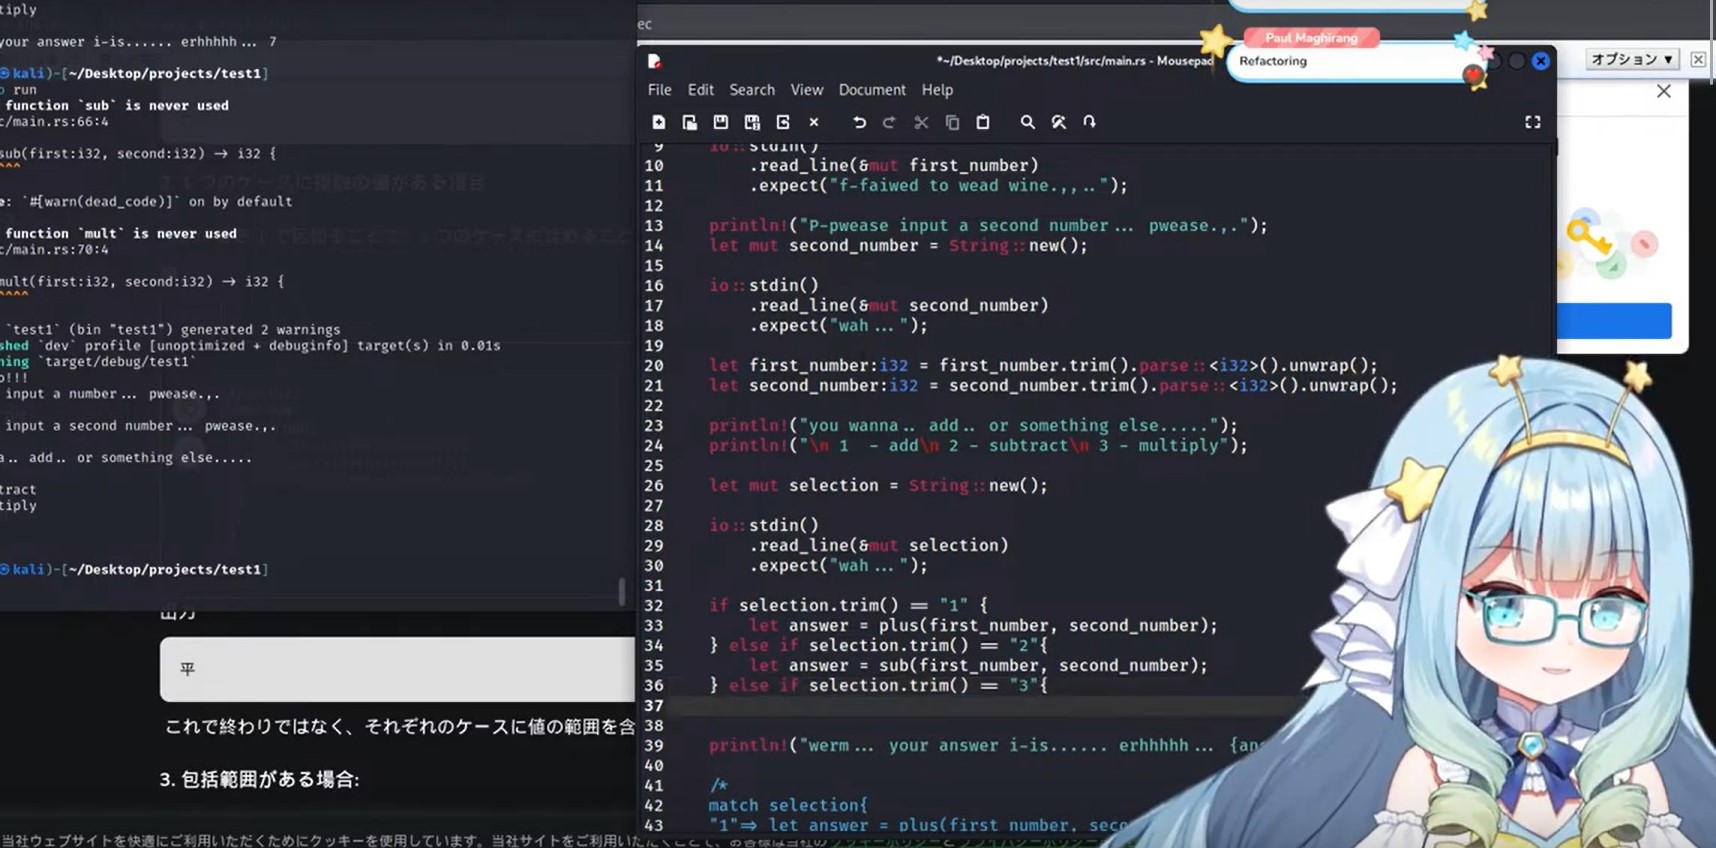 tiply
your answer i-is...... erhhhhh... 7
kali)-[~/Desktop/projects/test1]
run
function `sub` is never used
c/main.rs:66:4
sub(first:i32, second:i32) → i32 {
^^^
e: `#[warn(dead_code)]` on by default
function `mult` is never used
c/main.rs:70:4
mult(first:i32, second:i32) → i32 {
^^^^
`test1` (bin "test1") generated 2 warnings
shed `dev` profile [unoptimized + debuginfo] target(s) in 0.01s
ning `target/debug/test1`
o!!!
input a number... pwease.,.
input a second number... pwease.,.
a.. add.. or something else.....
tract
tiply
kali)-[~/Desktop/projects/test1]
出力
平
これで終わりではなく、それぞれのケースに値の範囲を含
3. 包括範囲がある場合:
当社ウェブサイトを快適にご利用いただくためにクッキーを使用しています。当社サイトをご利用いただくことで、お客様は当社の
ec
*~/Desktop/projects/test1/src/main.rs - Mousepad
Paul Maghirang
Refactoring
オプション ▼
File Edit Search View Document Help
9 io::stdin()
10 .read_line(&mut first_number)
11 .expect("f-faiwed to wead wine.,,..");
12
13 println!("P-pwease input a second number... pwease.,.");
14 let mut second_number = String::new();
15
16 io::stdin()
17 .read_line(&mut second_number)
18 .expect("wah...");
19
20 let first_number:i32 = first_number.trim().parse::<i32>().unwrap();
21 let second_number:i32 = second_number.trim().parse::<i32>().unwrap();
22
23 println!("you wanna.. add.. or something else.....");
24 println!("\n 1  - add\n 2 - subtract\n 3 - multiply");
25
26 let mut selection = String::new();
27
28 io::stdin()
29 .read_line(&mut selection)
30 .expect("wah...");
31
32 if selection.trim() == "1" {
33 let answer = plus(first_number, second_number);
34 } else if selection.trim() == "2"{
35 let answer = sub(first_number, second_number);
36 } else if selection.trim() == "3"{
37
38
39 println!("werm... your answer i-is...... erhhhhh... {an
40
41 /*
42 match selection{
43 "1"=> let answer = plus(first_number, seco